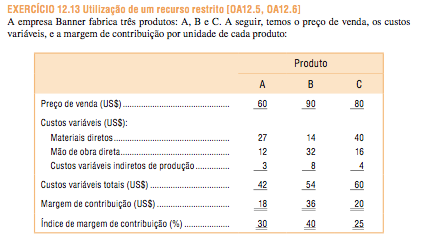 EXERCÍCIO 12.13 Utilização de um recurso restrito [OA12.5, OA12.6]
A empresa Banner fabrica três produtos: A, B e C. A seguir, temos o preço de venda, os custos
variáveis, e a margem de contribuição por unidade de cada produto:
Produto
A B C
Preço de venda (US$) 60 90 80
Custos variáveis (US$):
Materiais diretos 27 14 40
Mão de obra direta 12 32 16
Custos variáveis indiretos de produção 3 8 4
Custos variáveis totais (US$) 42 54 60
Margem de contribuição (US$) 18 36 20
Índice de margem de contribuição (%) 30 40 25